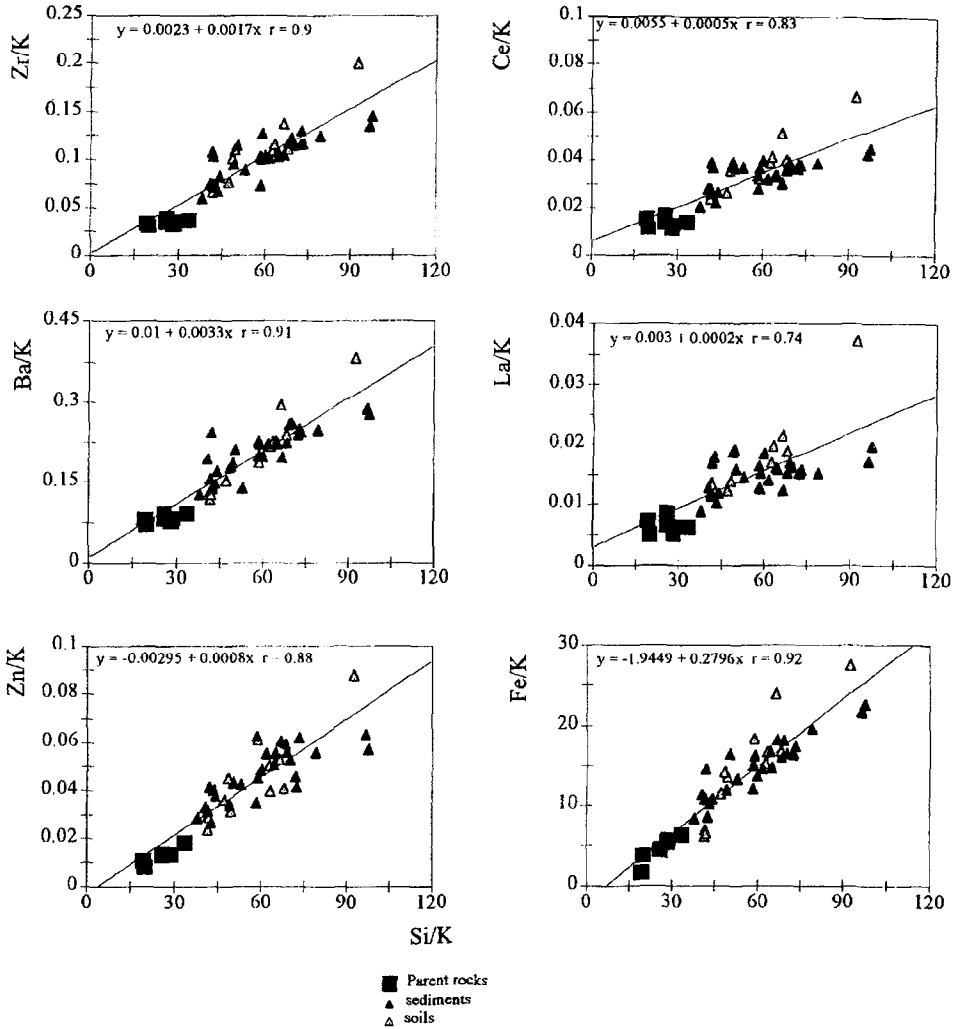 y = 0.0023 + 0.0017x r = 0.9
Zr/K
0.25
0.2
0.15
0.1
0.05
0
0 30 60 90 120
y = 0.0055 + 0.0005x r = 0.83
Ce/K
0.1
0.08
0.06
0.04
0.02
0
0 30 60 90 120
y = 0.01 + 0.0033x r = 0.91
Ba/K
0.45
0.3
0.15
0
0 30 60 90 120
y = 0.003 + 0.0002x r = 0.74
La/K
0.04
0.03
0.02
0.01
0
0 30 60 90 120
y = -0.00295 + 0.0008x r = 0.88
Zn/K
0.1
0.08
0.06
0.04
0.02
0
0 30 60 90 120
y = -1.9449 + 0.2796x r = 0.92
Fe/K
30
20
10
0
0 30 60 90 120
Si/K
Parent rocks
sediments
soils